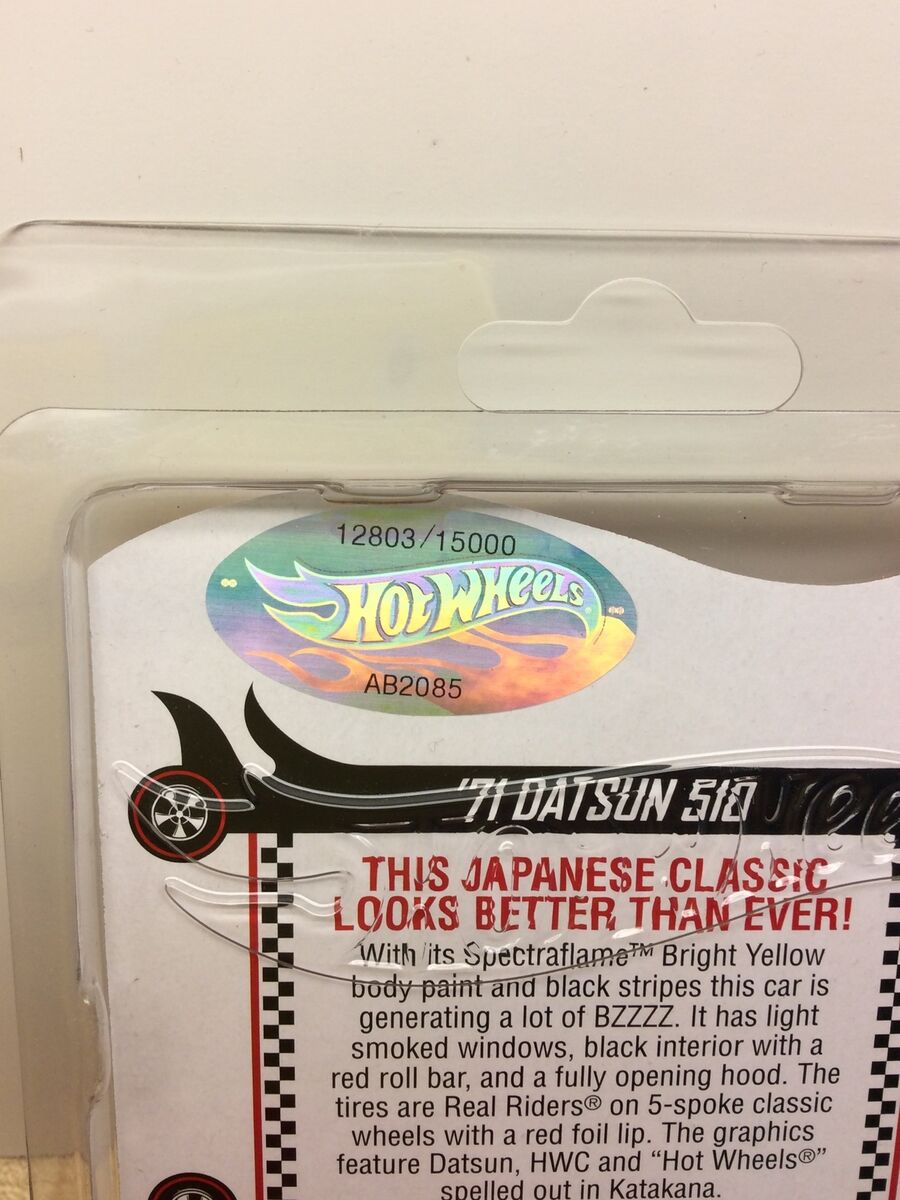 12803/15000
HOT WHEELS
AB2085
'71 DATSUN 510
THIS JAPANESE CLASSIC
LOOKS BETTER THAN EVER!
With its Spectraflame™ Bright Yellow
body paint and black stripes this car is
generating a lot of BZZZZ. It has light
smoked windows, black interior with a
red roll bar, and a fully opening hood. The
tires are Real Riders® on 5-spoke classic
wheels with a red foil lip. The graphics
feature Datsun, HWC and “Hot Wheels®”
spelled out in Katakana.